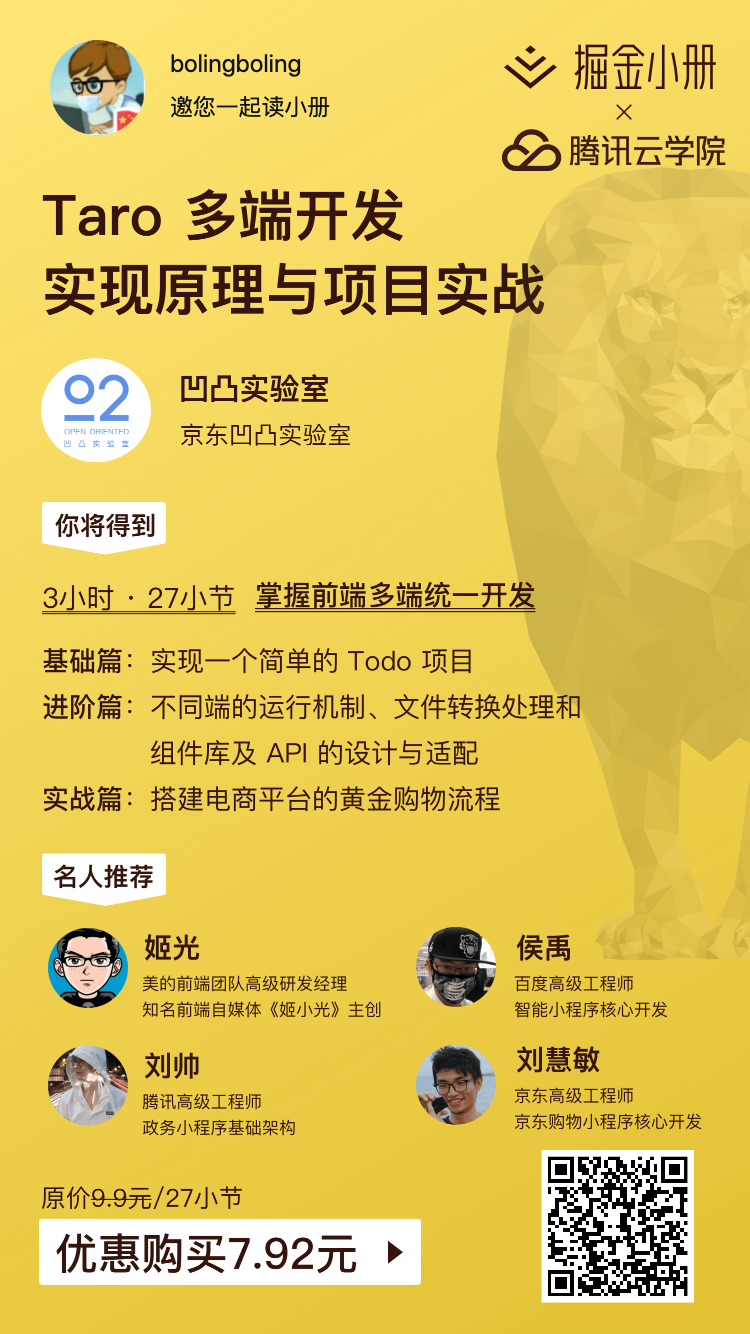 bolingboling
邀您一起读小册
掘金小册
×
腾讯云学院
Taro 多端开发
实现原理与项目实战
O2
OPEN ORIENTED
凹凸实验室
凹凸实验室
京东凹凸实验室
你将得到
3小时 · 27小节 掌握前端多端统一开发
基础篇：实现一个简单的 Todo 项目
进阶篇：不同端的运行机制、文件转换处理和
组件库及 API 的设计与适配
实战篇：搭建电商平台的黄金购物流程
名人推荐
姬光
美的前端团队高级研发经理
知名前端自媒体《姬小光》主创
侯禹
百度高级工程师
智能小程序核心开发
刘帅
腾讯高级工程师
政务小程序基础架构
刘慧敏
京东高级工程师
京东购物小程序核心开发
原价9.9元/27小节
优惠购买7.92元